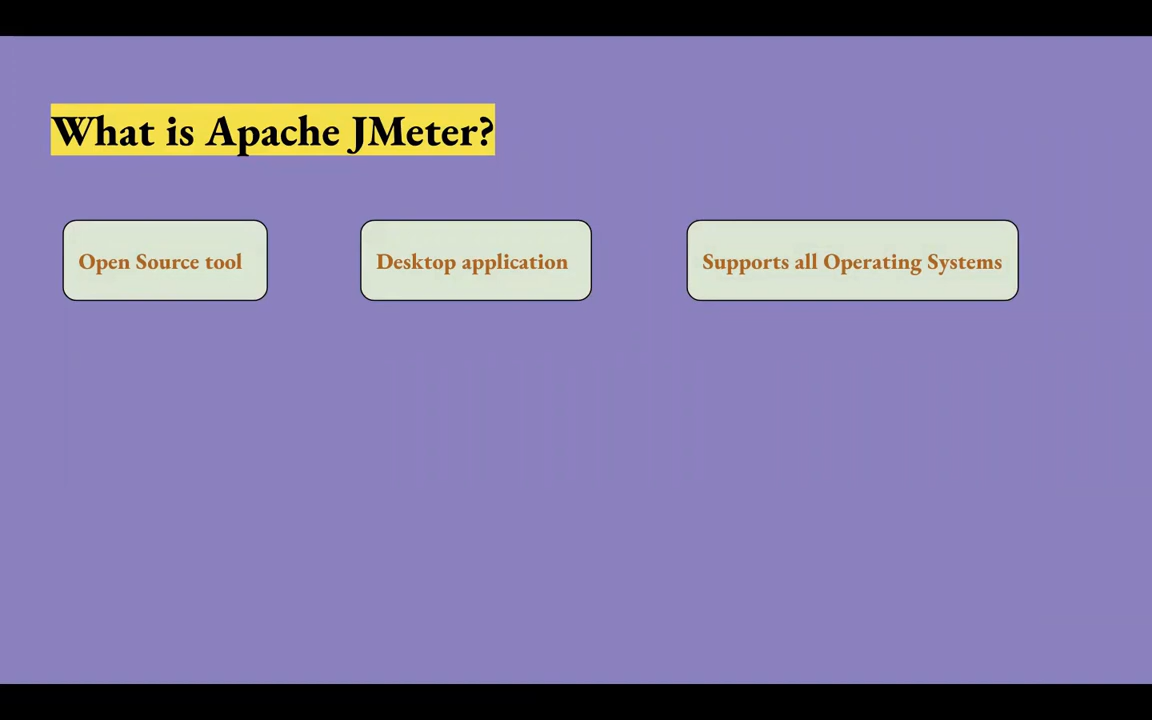 What is Apache JMeter?
Open Source tool
Desktop application
Supports all Operating Systems